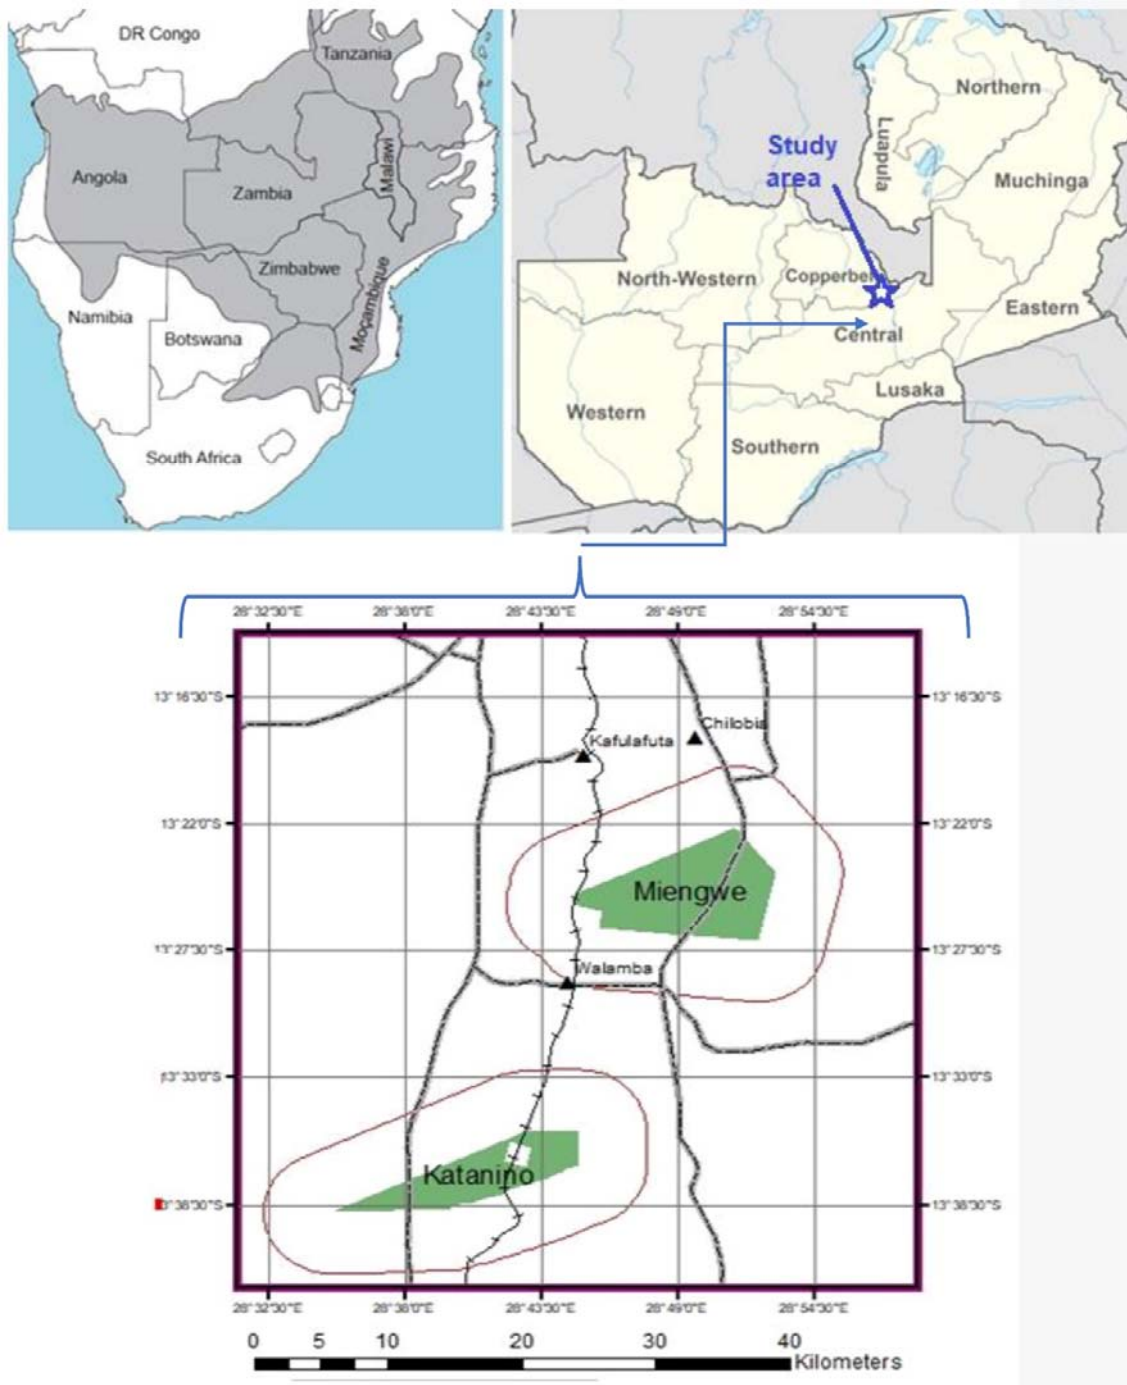 DR Congo
Tanzania
Angola
Zambia
Malawi
Zimbabwe
Moçambique
Namibia
Botswana
South Africa
Northern
Luapula
Study
area
Muchinga
North-Western
Copperbelt
Eastern
Central
Lusaka
Western
Southern
28°32'30"E 28°38'0"E 28°43'30"E 28°49'0"E 28°54'30"E
13°16'30"S 13°16'30"S
Chilobia
Kafulafuta
13°22'0"S 13°22'0"S
Miengwe
13°27'30"S 13°27'30"S
Walamba
13°33'0"S 13°33'0"S
Katanino
13°38'30"S 13°38'30"S
28°32'30"E 28°38'0"E 28°43'30"E 28°49'0"E 28°54'30"E
0 5 10 20 30 40
Kilometers